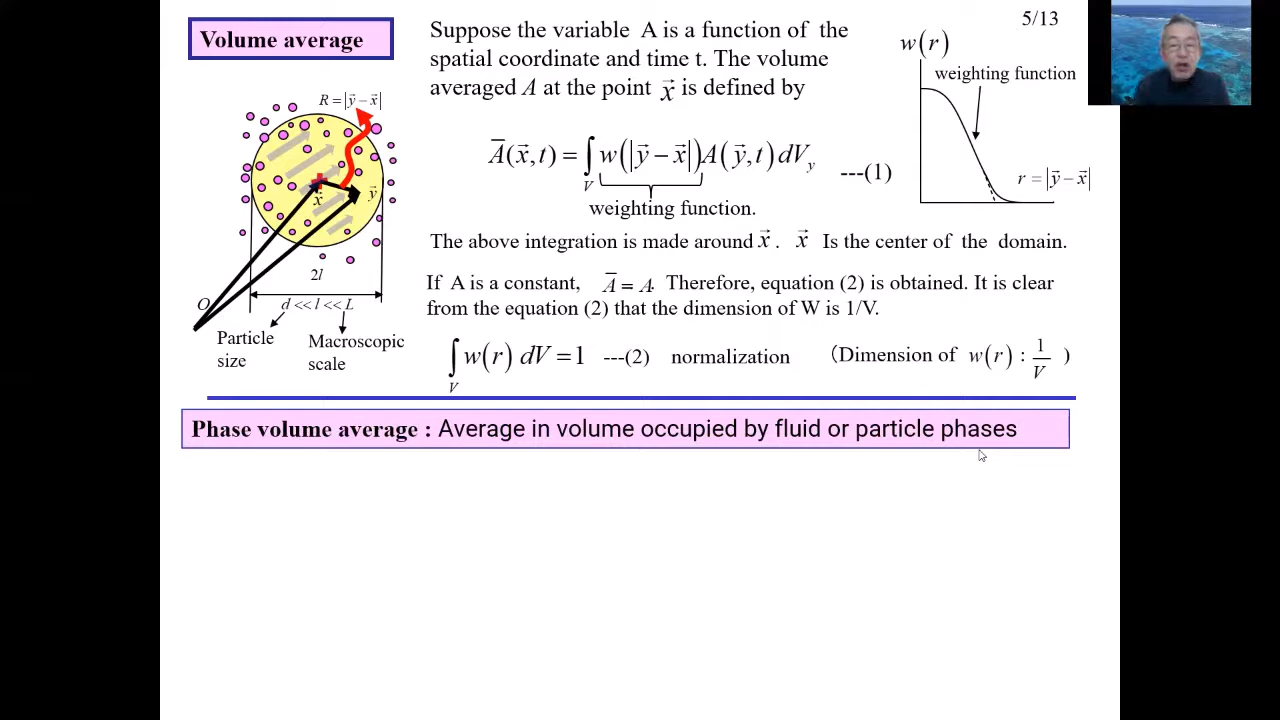 5/13
Volume average
Suppose the variable A is a function of the
spatial coordinate and time t. The volume
averaged A at the point x⃗ is defined by
w(r)
weighting function
r = |y⃗ − x⃗|
R = |y⃗ − x⃗|
x⃗
y⃗
O
2l
d << l << L
Particle
size
Macroscopic
scale
A̅(x⃗, t) = ∫_V w(|y⃗ − x⃗|) A(y⃗, t) dV_y ---(1)
weighting function.
The above integration is made around x⃗ . x⃗ Is the center of the domain.
If A is a constant, A̅ = A. Therefore, equation (2) is obtained. It is clear
from the equation (2) that the dimension of W is 1/V.
∫_V w(r) dV = 1 ---(2) normalization (Dimension of w(r) : 1/V )
Phase volume average : Average in volume occupied by fluid or particle phases